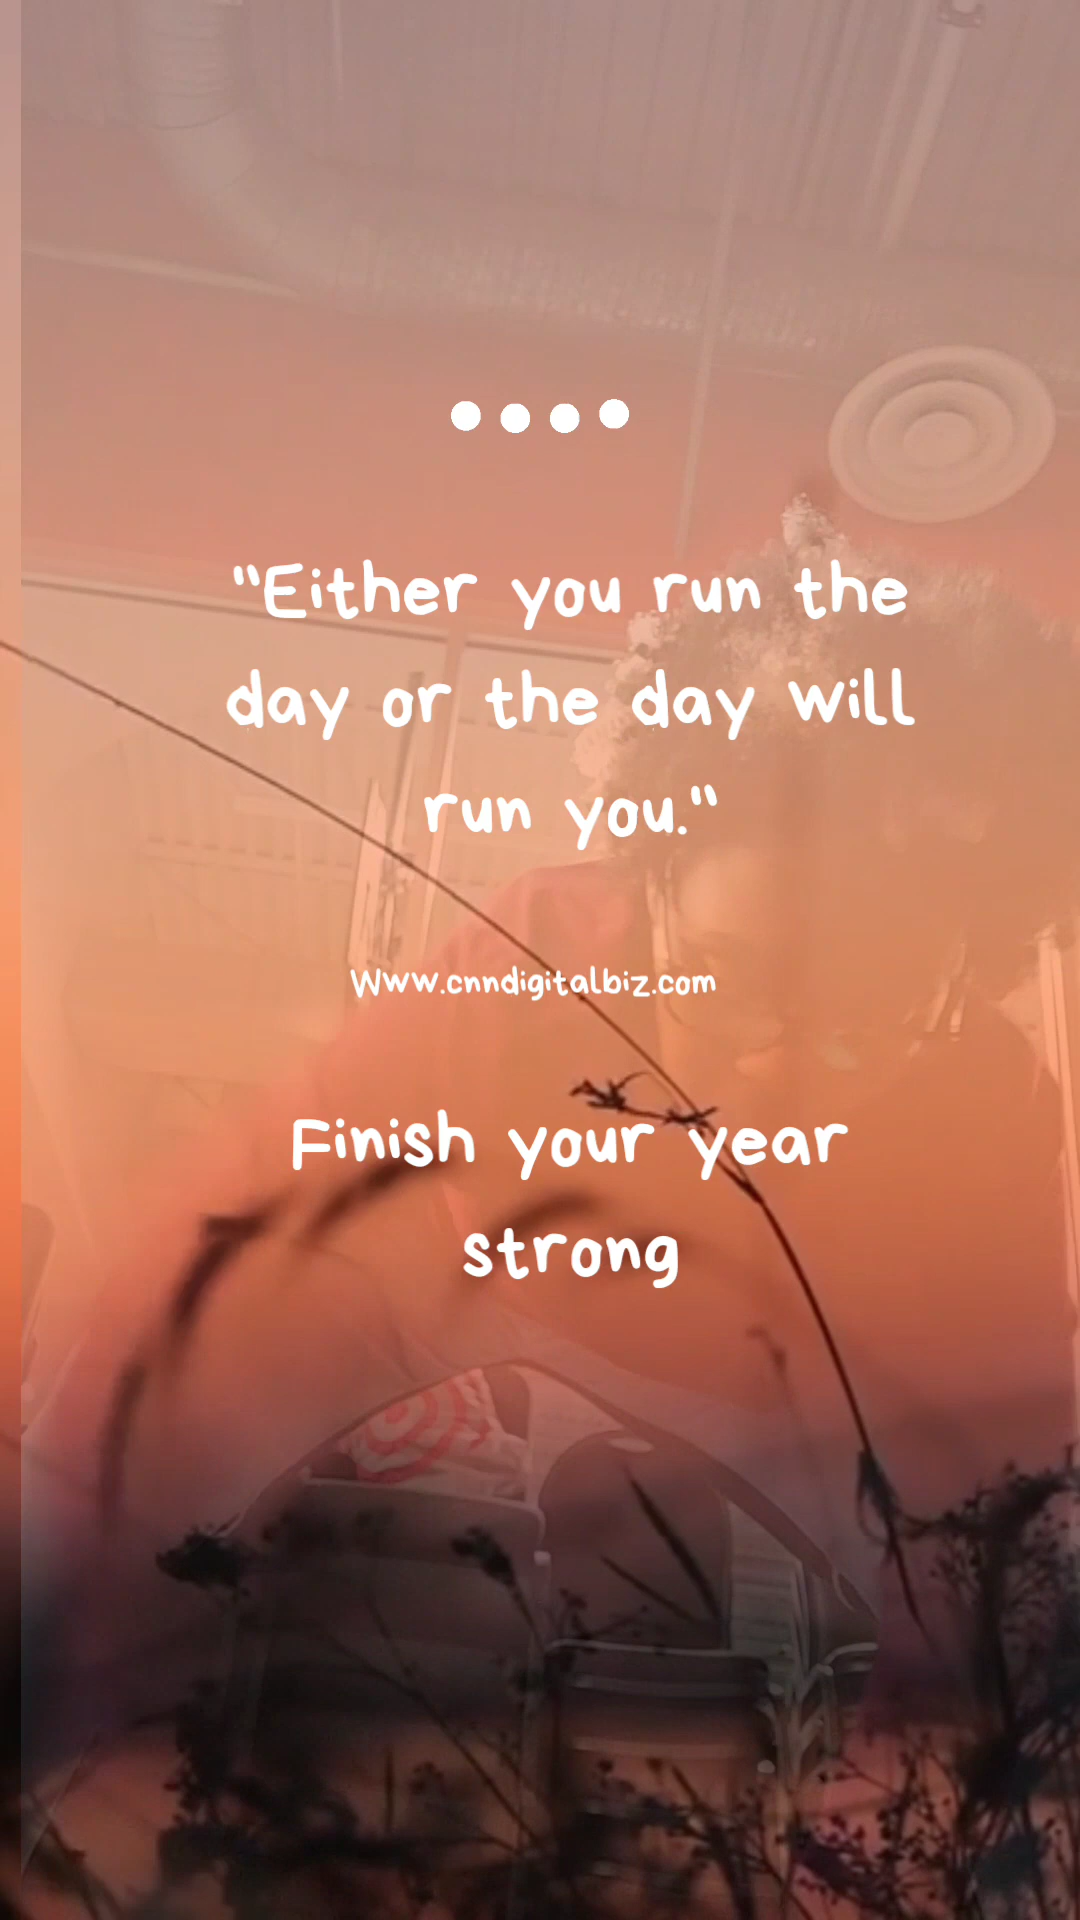 "Either you run the
day or the day will
run you."
Www.cnndigitalbiz.com
Finish your year
strong